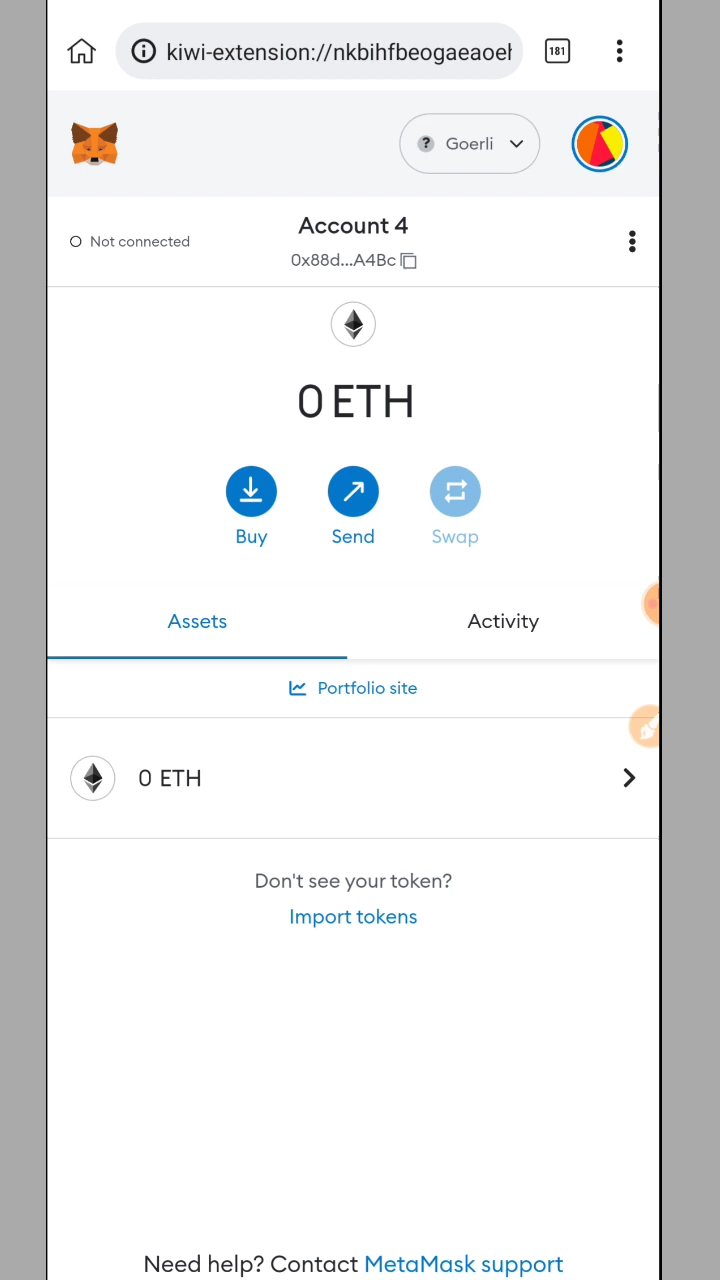 kiwi-extension://nkbihfbeogaeaoeh
181
? Goerli
Not connected
Account 4
0x88d...A4Bc
0 ETH
Buy
Send
Swap
Assets
Activity
Portfolio site
0 ETH
Don't see your token?
Import tokens
Need help? Contact MetaMask support